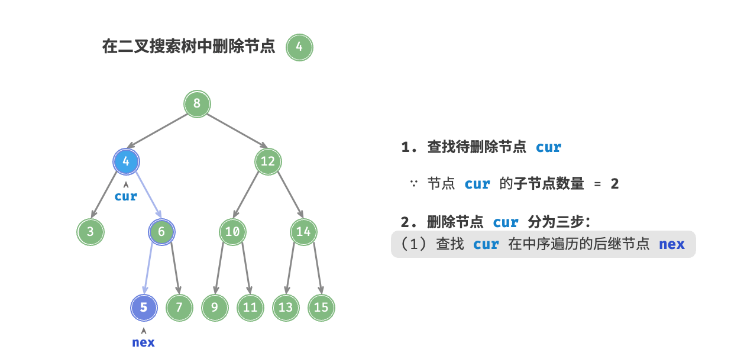 在二叉搜索树中删除节点 4
8
4
12
cur
3
6
10
14
5
7
9
11
13
15
nex
1. 查找待删除节点 cur
∵ 节点 cur 的子节点数量 = 2
2. 删除节点 cur 分为三步：
(1) 查找 cur 在中序遍历的后继节点 nex